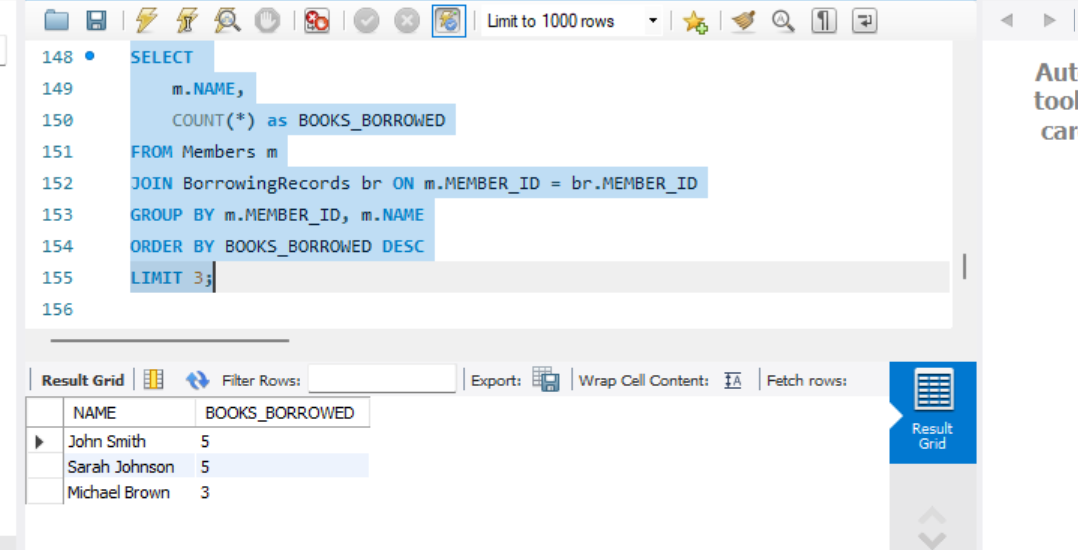 Limit to 1000 rows
148 SELECT
149 m.NAME,
150 COUNT(*) as BOOKS_BORROWED
151 FROM Members m
152 JOIN BorrowingRecords br ON m.MEMBER_ID = br.MEMBER_ID
153 GROUP BY m.MEMBER_ID, m.NAME
154 ORDER BY BOOKS_BORROWED DESC
155 LIMIT 3;
156
Result Grid Filter Rows: Export: Wrap Cell Content: Fetch rows:
NAME BOOKS_BORROWED
John Smith 5
Sarah Johnson 5
Michael Brown 3
Result
Grid